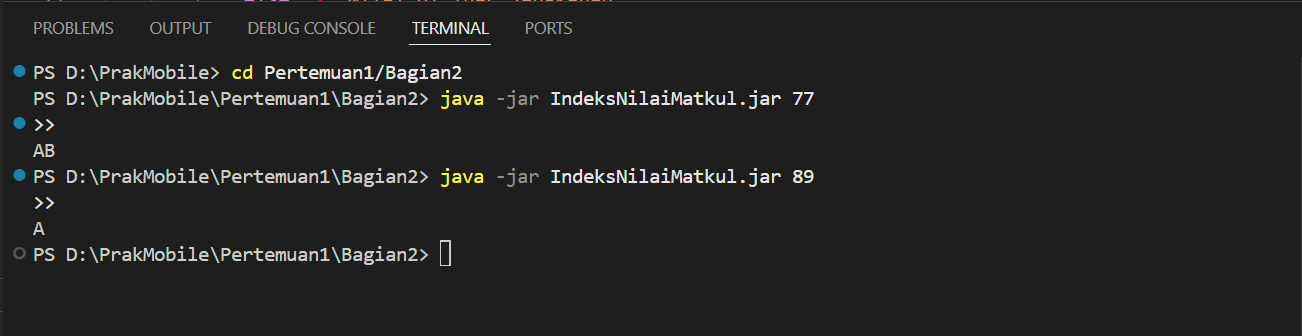 PROBLEMS OUTPUT DEBUG CONSOLE TERMINAL PORTS
PS D:\PrakMobile> cd Pertemuan1/Bagian2
PS D:\PrakMobile\Pertemuan1\Bagian2> java -jar IndeksNilaiMatkul.jar 77
>>
AB
PS D:\PrakMobile\Pertemuan1\Bagian2> java -jar IndeksNilaiMatkul.jar 89
>>
A
PS D:\PrakMobile\Pertemuan1\Bagian2>